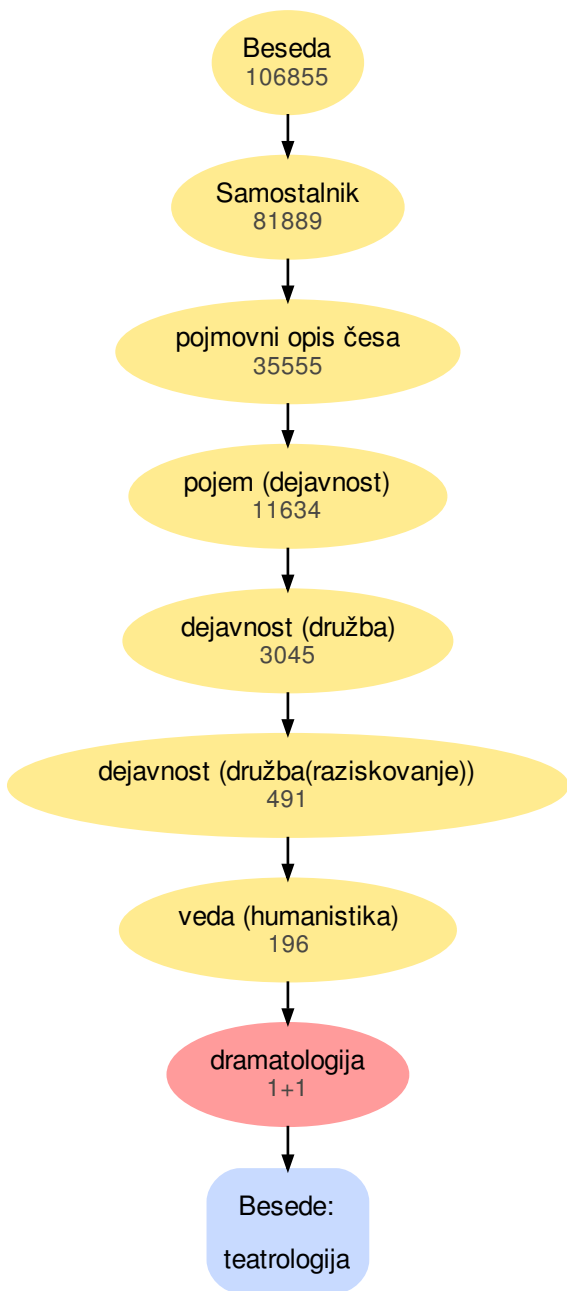 Beseda
106855
Samostalnik
81889
pojmovni opis česa
35555
pojem (dejavnost)
11634
dejavnost (družba)
3045
dejavnost (družba(raziskovanje))
491
veda (humanistika)
196
dramatologija
1+1
Besede:
teatrologija